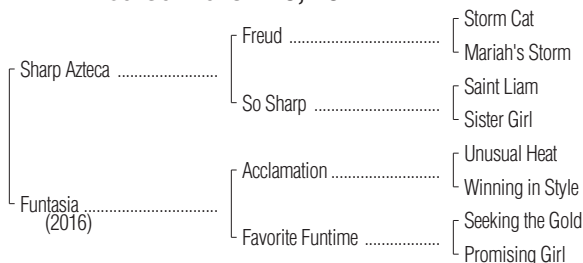 Storm Cat
Freud
Mariah's Storm
Sharp Azteca
Saint Liam
So Sharp
Sister Girl
Unusual Heat
Acclamation
Winning in Style
Funtasia
(2016)
Seeking the Gold
Favorite Funtime
Promising Girl